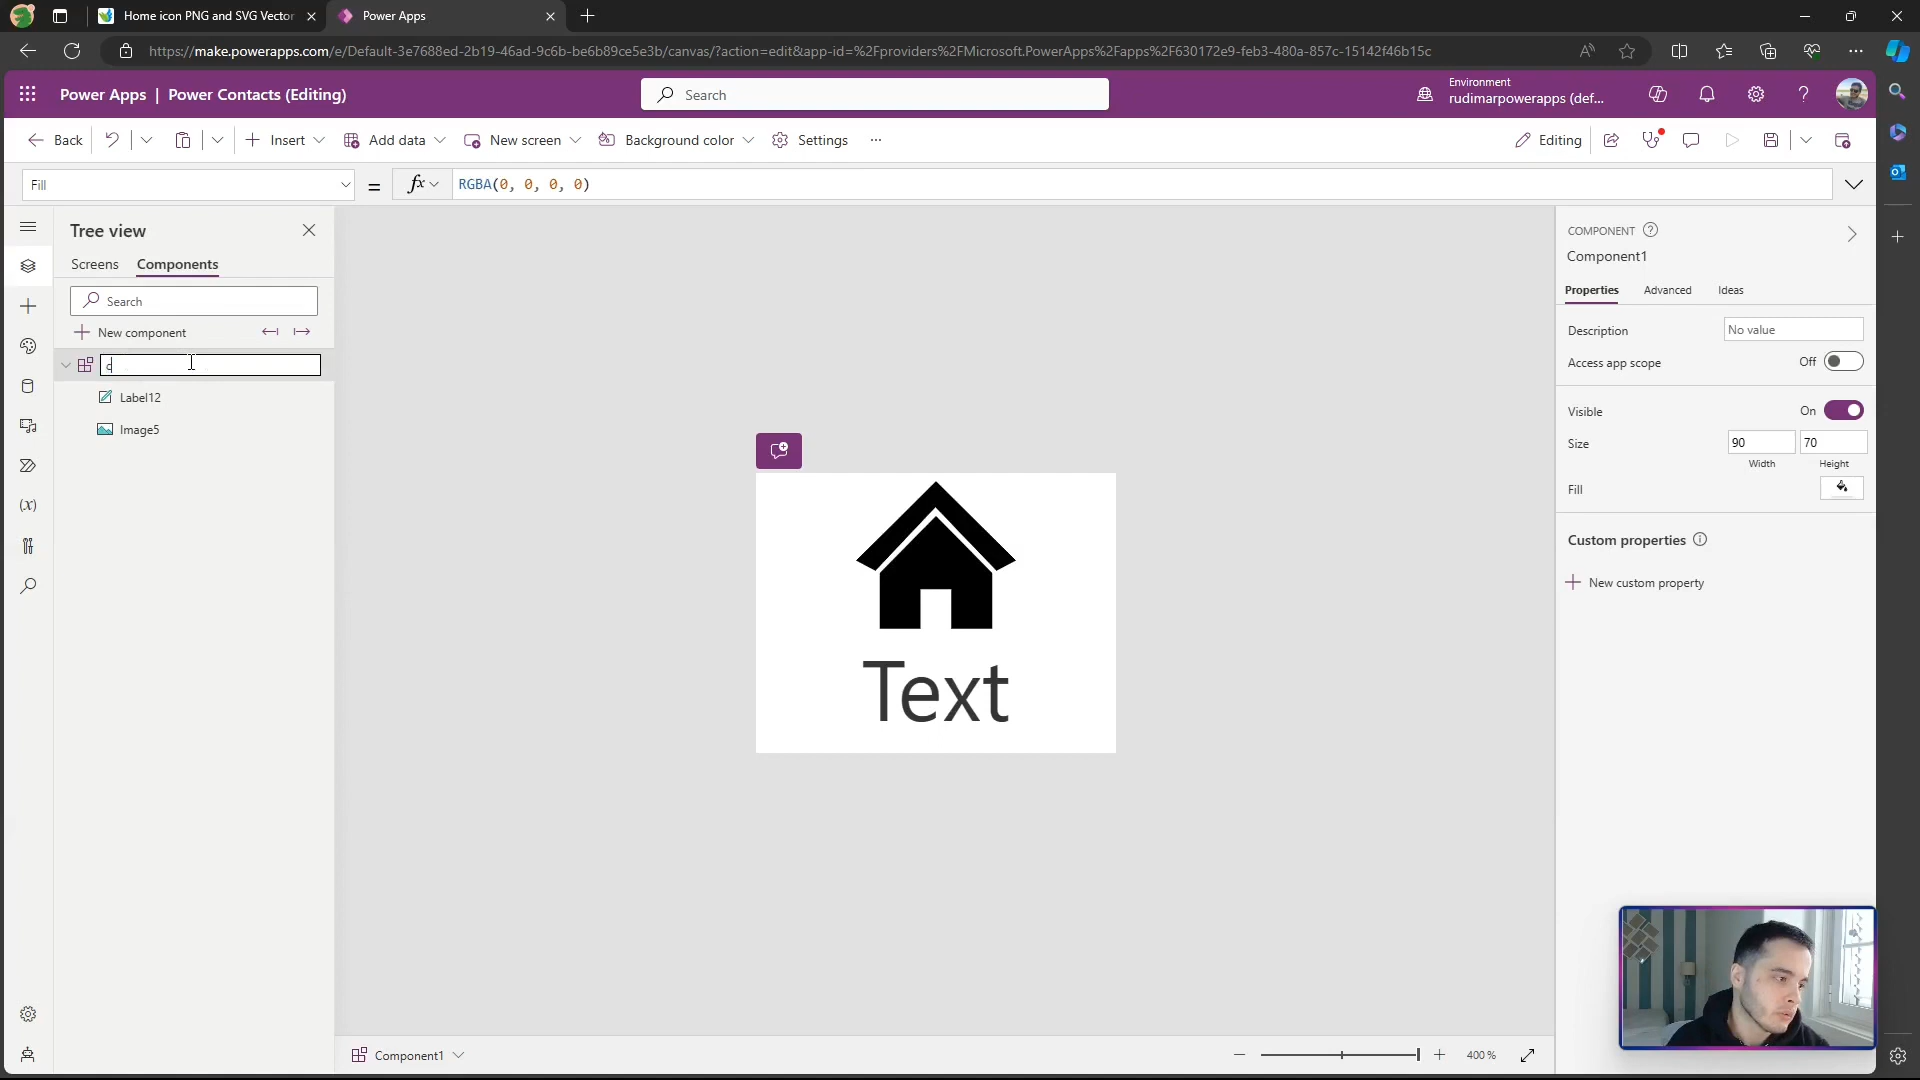 Home icon PNG and SVG Vector
Power Apps
https://make.powerapps.com/e/Default-3e7688ed-2b19-46ad-9c6b-be6b89ce5e3b/canvas/?action=edit&app-id=%2Fproviders%2FMicrosoft.PowerApps%2Fapps%2F630172e9-feb3-480a-857c-15142f46b15c
Power Apps | Power Contacts (Editing)
Search
Environment
rudimarpowerapps (def...
Back
Insert
Add data
New screen
Background color
Settings
Editing
Fill
=
fx
RGBA(0, 0, 0, 0)
Tree view
Screens
Components
Search
New component
c
Label12
Image5
Text
COMPONENT
Component1
Properties
Advanced
Ideas
Description
No value
Access app scope
Off
Visible
On
Size
90
70
Width
Height
Fill
Custom properties
New custom property
Component1
400 %